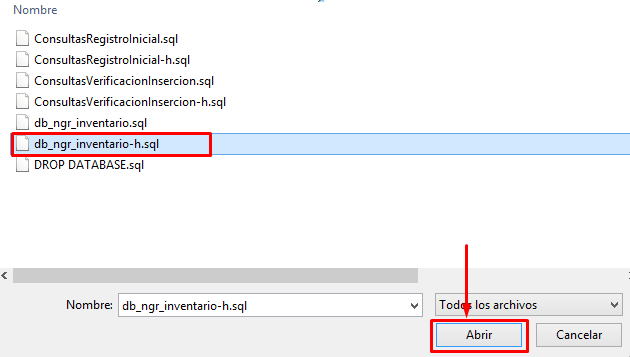 Nombre
ConsultasRegistroInicial.sql
ConsultasRegistroInicial-h.sql
ConsultasVerificacionInsercion.sql
ConsultasVerificacionInsercion-h.sql
db_ngr_inventario.sql
db_ngr_inventario-h.sql
DROP DATABASE.sql
Nombre: db_ngr_inventario-h.sql Todos los archivos
Abrir Cancelar